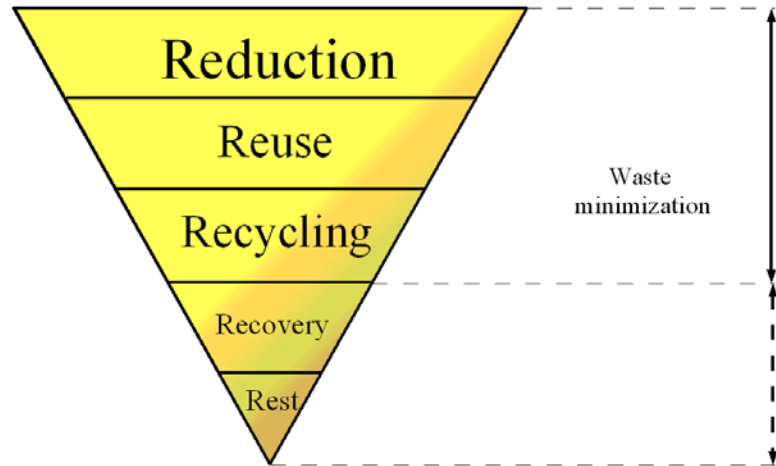 Reduction
Reuse
Recycling
Recovery
Rest
Waste
minimization